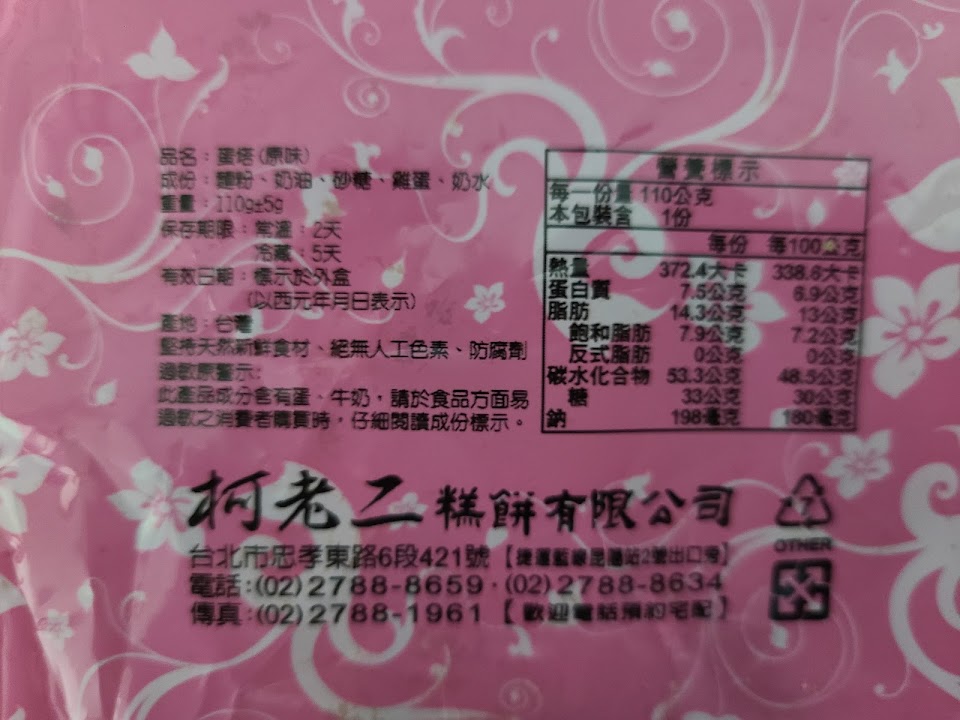 品名：蜜塔(原味)
成份：麵粉、奶油、砂糖、雞蛋、奶水
重量：110g±5g
保存期限：常溫：2天
冷藏：5天
有效日期：標示於外盒
(以西元年月日表示)
產地：台灣
堅持天然新鮮食材、絕無人工色素、防腐劑
過敏原警示：
此產品成分含有蛋、牛奶，請於食品方面易
過敏之消費者購買時，仔細閱讀成份標示。
營養標示
每一份量 110公克
本包裝含 1份
每份 每100公克
熱量 372.4大卡 338.6大卡
蛋白質 7.5公克 6.9公克
脂肪 14.3公克 13公克
飽和脂肪 7.9公克 7.2公克
反式脂肪 0公克 0公克
碳水化合物 53.3公克 48.5公克
糖 33公克 30公克
鈉 198毫克 180毫克
柯老二 糕餅有限公司
台北市忠孝東路6段421號【捷運藍線昆陽站2號出口旁】
電話:(02)2788-8659·(02)2788-8634
傳真:(02)2788-1961【歡迎電話預約宅配】
7
OTHER